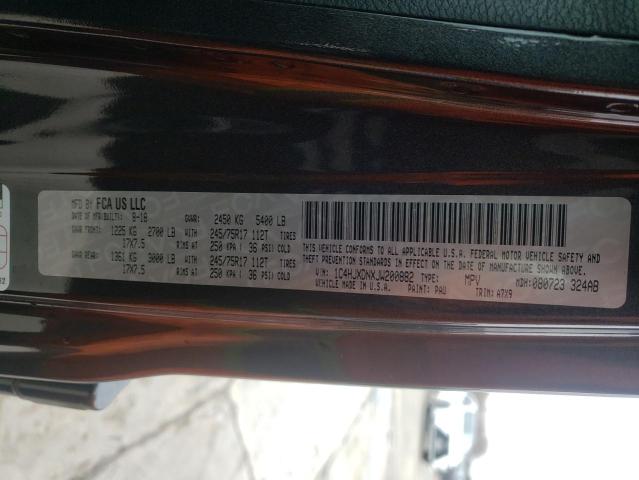 MFD BY FCA US LLC
DATE OF MFR/BUILT: 8-18 GVWR: 2450 KG 5400 LB
GAWR FRONT: 1225 KG 2700 LB WITH 245/75R17 112T TIRES
17X7.5 RIMS AT 250 KPA( 36 PSI) COLD
GAWR REAR: 1361 KG 3000 LB WITH 245/75R17 112T TIRES
17X7.5 RIMS AT 250 KPA( 36 PSI) COLD
THIS VEHICLE CONFORMS TO ALL APPLICABLE U.S.A. FEDERAL MOTOR VEHICLE SAFETY AND
THEFT PREVENTION STANDARDS IN EFFECT ON THE DATE OF MANUFACTURE SHOWN ABOVE.
VIN: 1C4HJXDNXJW200882 TYPE: MPV MDH: 080723 324AB
VEHICLE MADE IN U.S.A. PAINT: PAU TRIM: A7X9